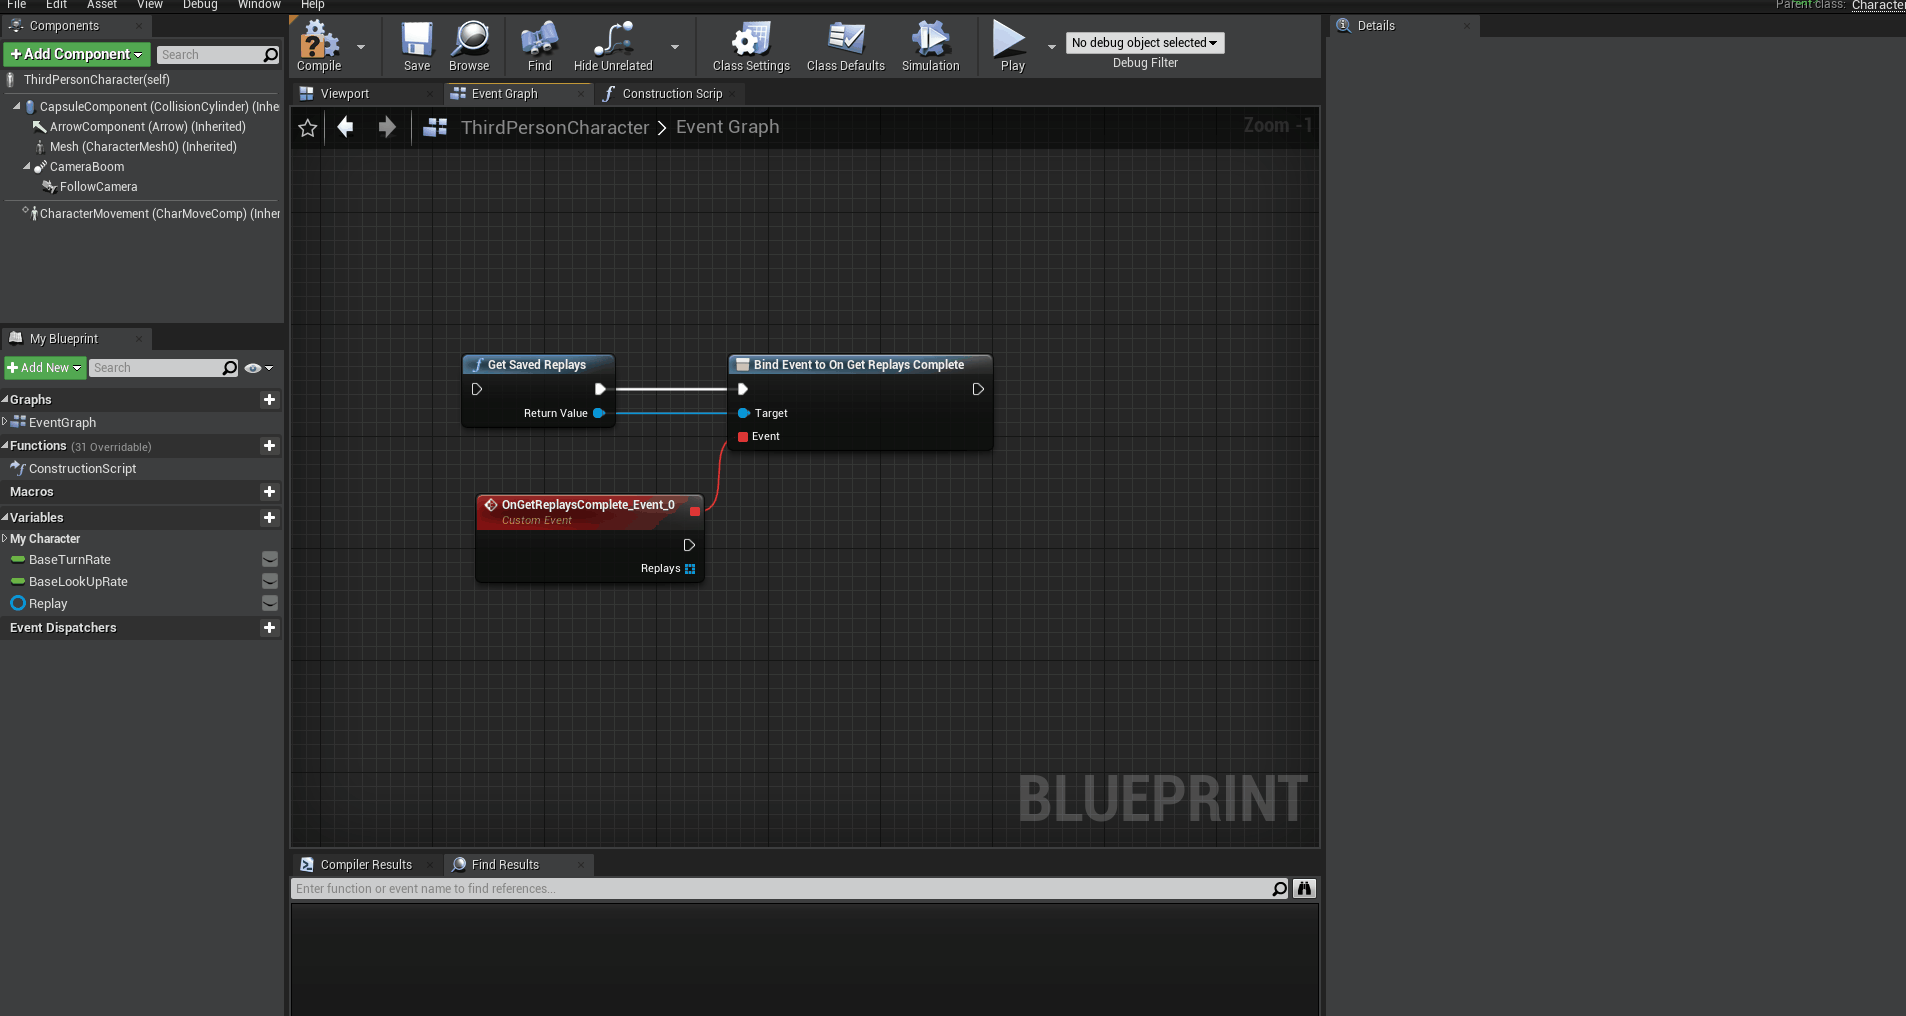 File Edit Asset View Debug Window Help
Parent class: Character
Components
+Add Component
Search
ThirdPersonCharacter(self)
CapsuleComponent (CollisionCylinder) (Inhe
ArrowComponent (Arrow) (Inherited)
Mesh (CharacterMesh0) (Inherited)
CameraBoom
FollowCamera
CharacterMovement (CharMoveComp) (Inher
My Blueprint
+Add New
Search
Graphs
EventGraph
Functions (31 Overridable)
ConstructionScript
Macros
Variables
My Character
BaseTurnRate
BaseLookUpRate
Replay
Event Dispatchers
Compile
Save
Browse
Find
Hide Unrelated
Class Settings
Class Defaults
Simulation
Play
No debug object selected
Debug Filter
Viewport
Event Graph
Construction Scrip
ThirdPersonCharacter > Event Graph
Zoom -1
Get Saved Replays
Return Value
Bind Event to On Get Replays Complete
Target
Event
OnGetReplaysComplete_Event_0
Custom Event
Replays
BLUEPRINT
Compiler Results
Find Results
Enter function or event name to find references...
Details